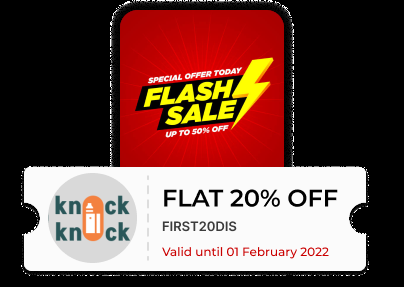 SPECIAL OFFER TODAY
FLASH
SALE
UP TO 50% OFF
knock
knock
FLAT 20% OFF
FIRST20DIS
Valid until 01 February 2022